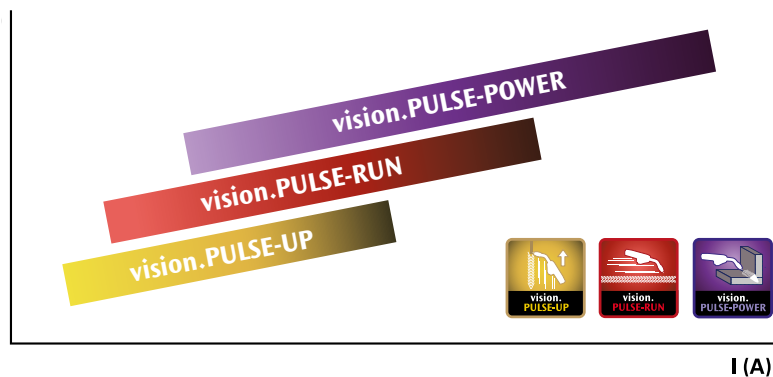 vision.PULSE-POWER
vision.PULSE-RUN
vision.PULSE-UP
vision.
PULSE-UP
vision.
PULSE-RUN
vision.
PULSE-POWER
I (A)